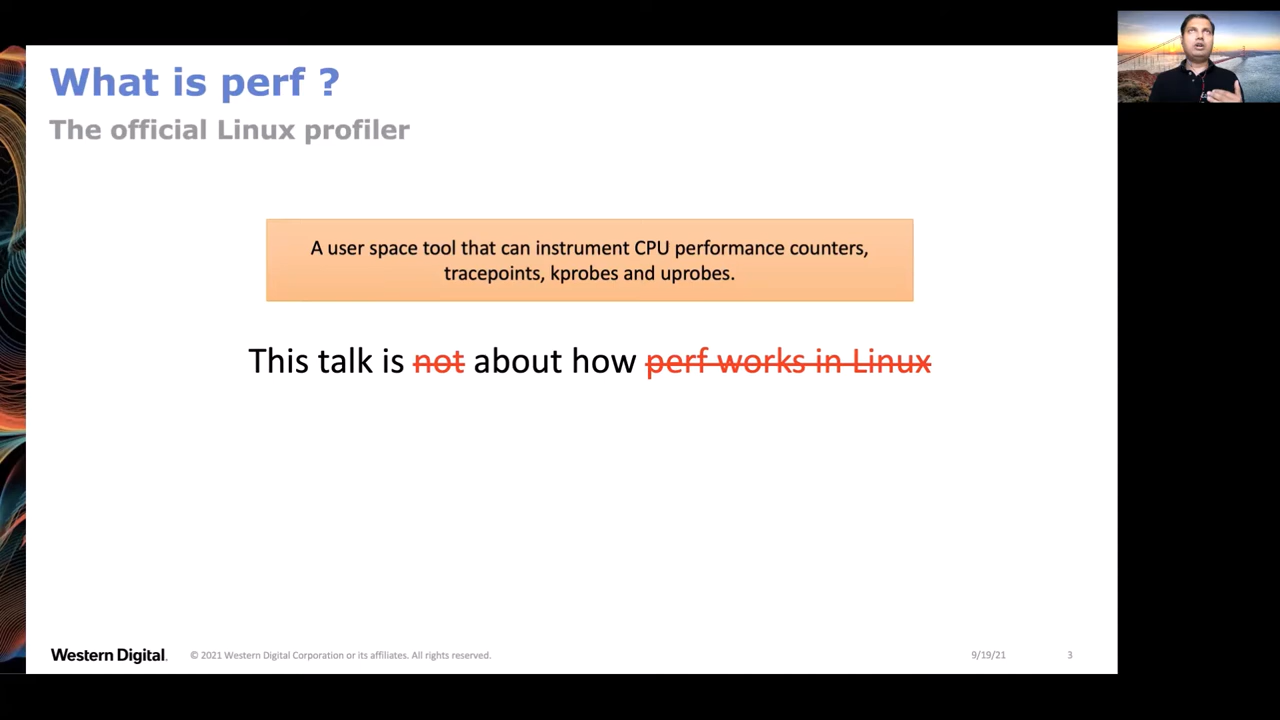 What is perf ?
The official Linux profiler
A user space tool that can instrument CPU performance counters,
tracepoints, kprobes and uprobes.
This talk is not about how perf works in Linux
Western Digital.
© 2021 Western Digital Corporation or its affiliates. All rights reserved.
9/19/21
3